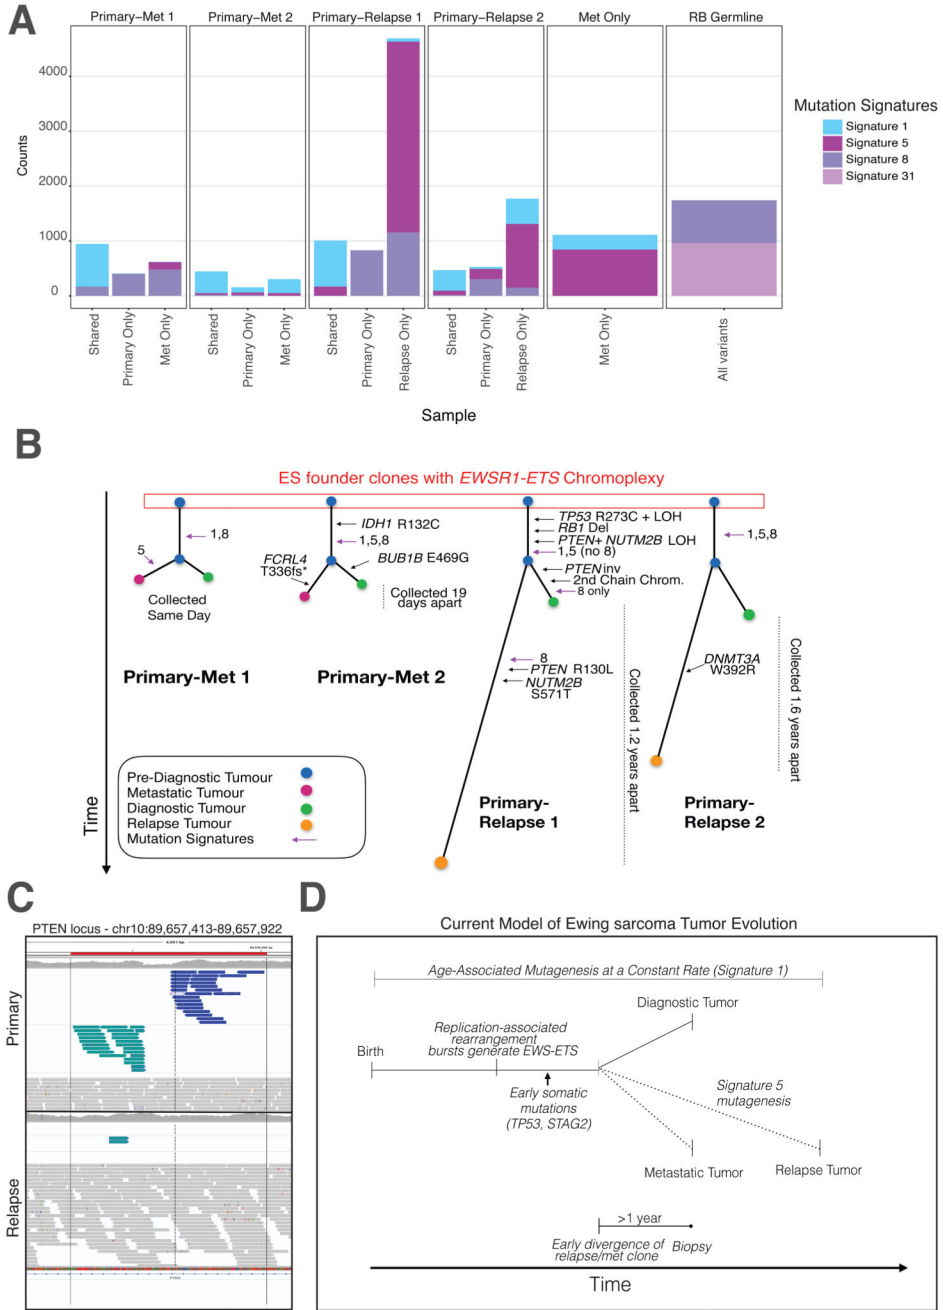 A
Primary−Met 1
Primary−Met 2
Primary−Relapse 1
Primary−Relapse 2
Met Only
RB Germline
Counts
4000
3000
2000
1000
0
Shared
Primary Only
Met Only
Shared
Primary Only
Met Only
Shared
Primary Only
Relapse Only
Shared
Primary Only
Relapse Only
Met Only
All variants
Sample
Mutation Signatures
Signature 1
Signature 5
Signature 8
Signature 31
B
ES founder clones with EWSR1-ETS Chromoplexy
Time
1,8
5
Collected
Same Day
Primary-Met 1
IDH1 R132C
1,5,8
BUB1B E469G
FCRL4
T336fs*
Collected 19
days apart
Primary-Met 2
TP53 R273C + LOH
RB1 Del
PTEN+ NUTM2B LOH
1,5 (no 8)
PTEN inv
2nd Chain Chrom.
8 only
8
PTEN R130L
NUTM2B
S571T
Collected 1.2 years apart
Primary-
Relapse 1
1,5,8
DNMT3A
W392R
Collected 1.6 years apart
Primary-
Relapse 2
Pre-Diagnostic Tumour
Metastatic Tumour
Diagnostic Tumour
Relapse Tumour
Mutation Signatures
C
PTEN locus - chr10:89,657,413-89,657,922
Primary
Relapse
D
Current Model of Ewing sarcoma Tumor Evolution
Age-Associated Mutagenesis at a Constant Rate (Signature 1)
Diagnostic Tumor
Replication-associated
rearrangement
bursts generate EWS-ETS
Birth
Early somatic
mutations
(TP53, STAG2)
Signature 5
mutagenesis
Metastatic Tumor
Relapse Tumor
>1 year
Early divergence of
relapse/met clone
Biopsy
Time